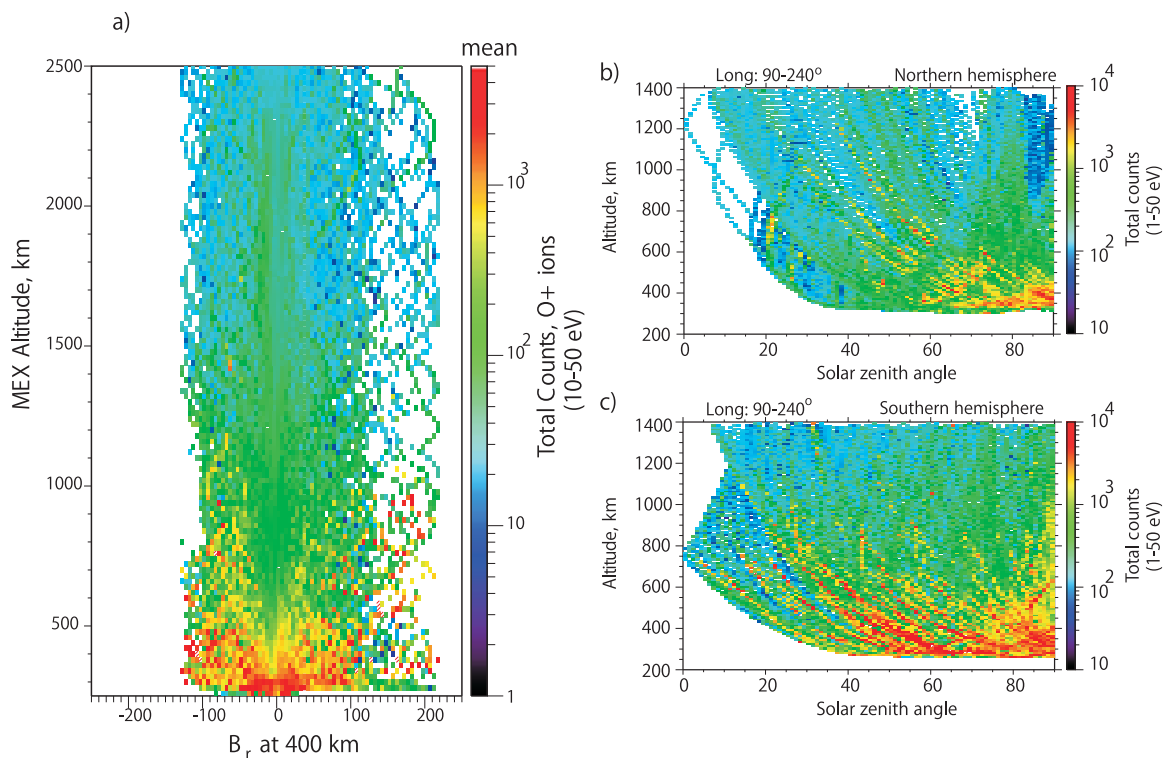 a)
mean
2500
2000
1500
1000
500
MEX Altitude, km
-200 -100 0 100 200
B r at 400 km
10 3
10 2
10
1
Total Counts, O+ ions
(10-50 eV)
b)
Long: 90-240o Northern hemisphere
1400
1200
1000
800
600
400
200
Altitude, km
0 20 40 60 80
Solar zenith angle
10 4
10 3
10 2
10
Total counts
(1-50 eV)
c)
Long: 90-240o Southern hemisphere
1400
1200
1000
800
600
400
200
Altitude, km
0 20 40 60 80
Solar zenith angle
10 4
10 3
10 2
10
Total counts
(1-50 eV)